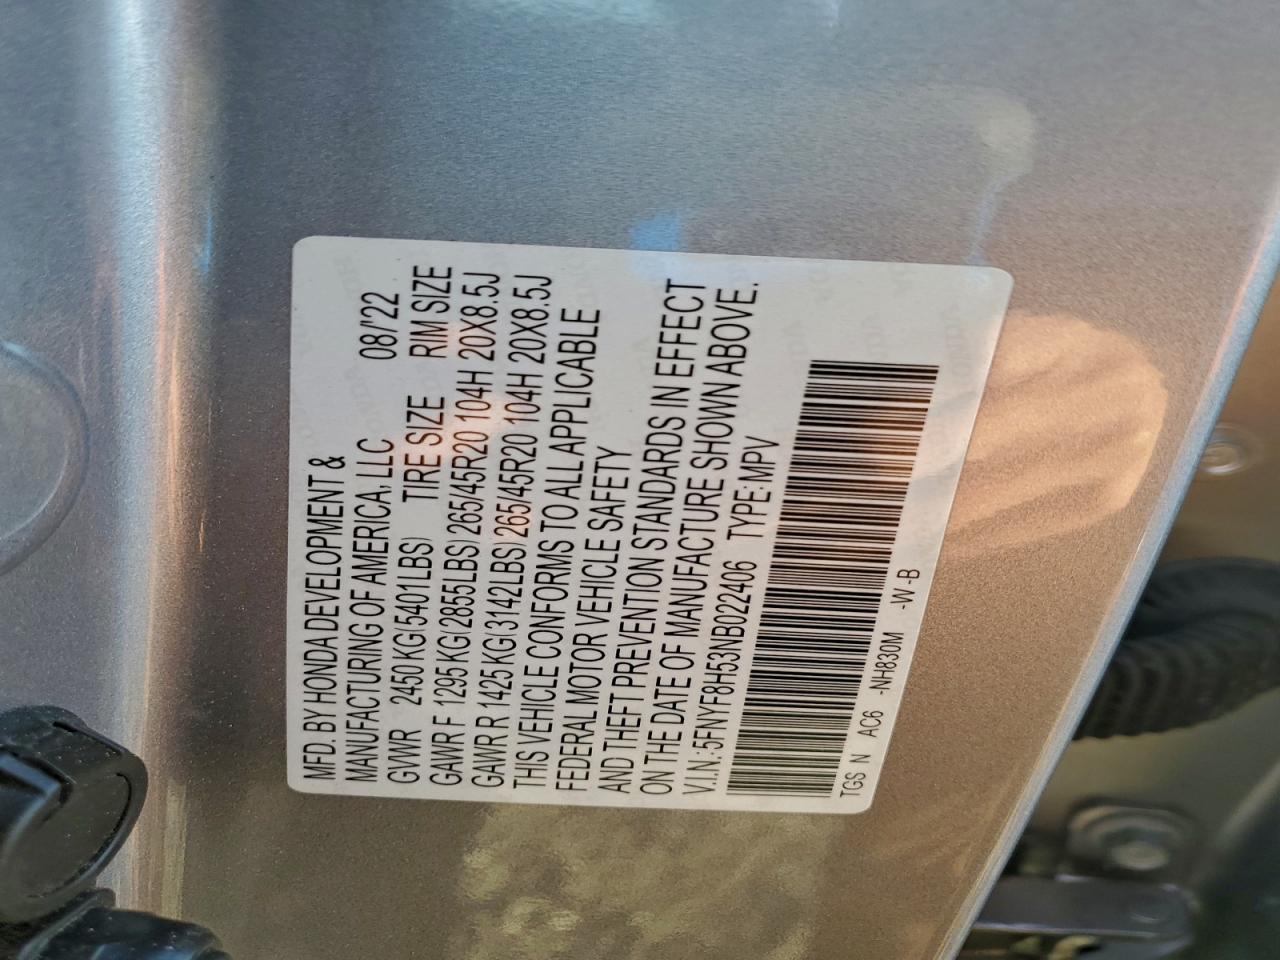 MFD. BY HONDA DEVELOPMENT &
MANUFACTURING OF AMERICA, LLC 08/'22
GVWR 2450 KG(5401LBS) TIRE SIZE RIM SIZE
GAWR F 1295 KG(2855LBS) 265/45R20 104H 20X8.5J
GAWR R 1425 KG(3142LBS) 265/45R20 104H 20X8.5J
THIS VEHICLE CONFORMS TO ALL APPLICABLE
FEDERAL MOTOR VEHICLE SAFETY
AND THEFT PREVENTION STANDARDS IN EFFECT
ON THE DATE OF MANUFACTURE SHOWN ABOVE.
V.I.N.:5FNYF8H53NB022406 TYPE:MPV
TGS N AC6 -NH830M -W -B